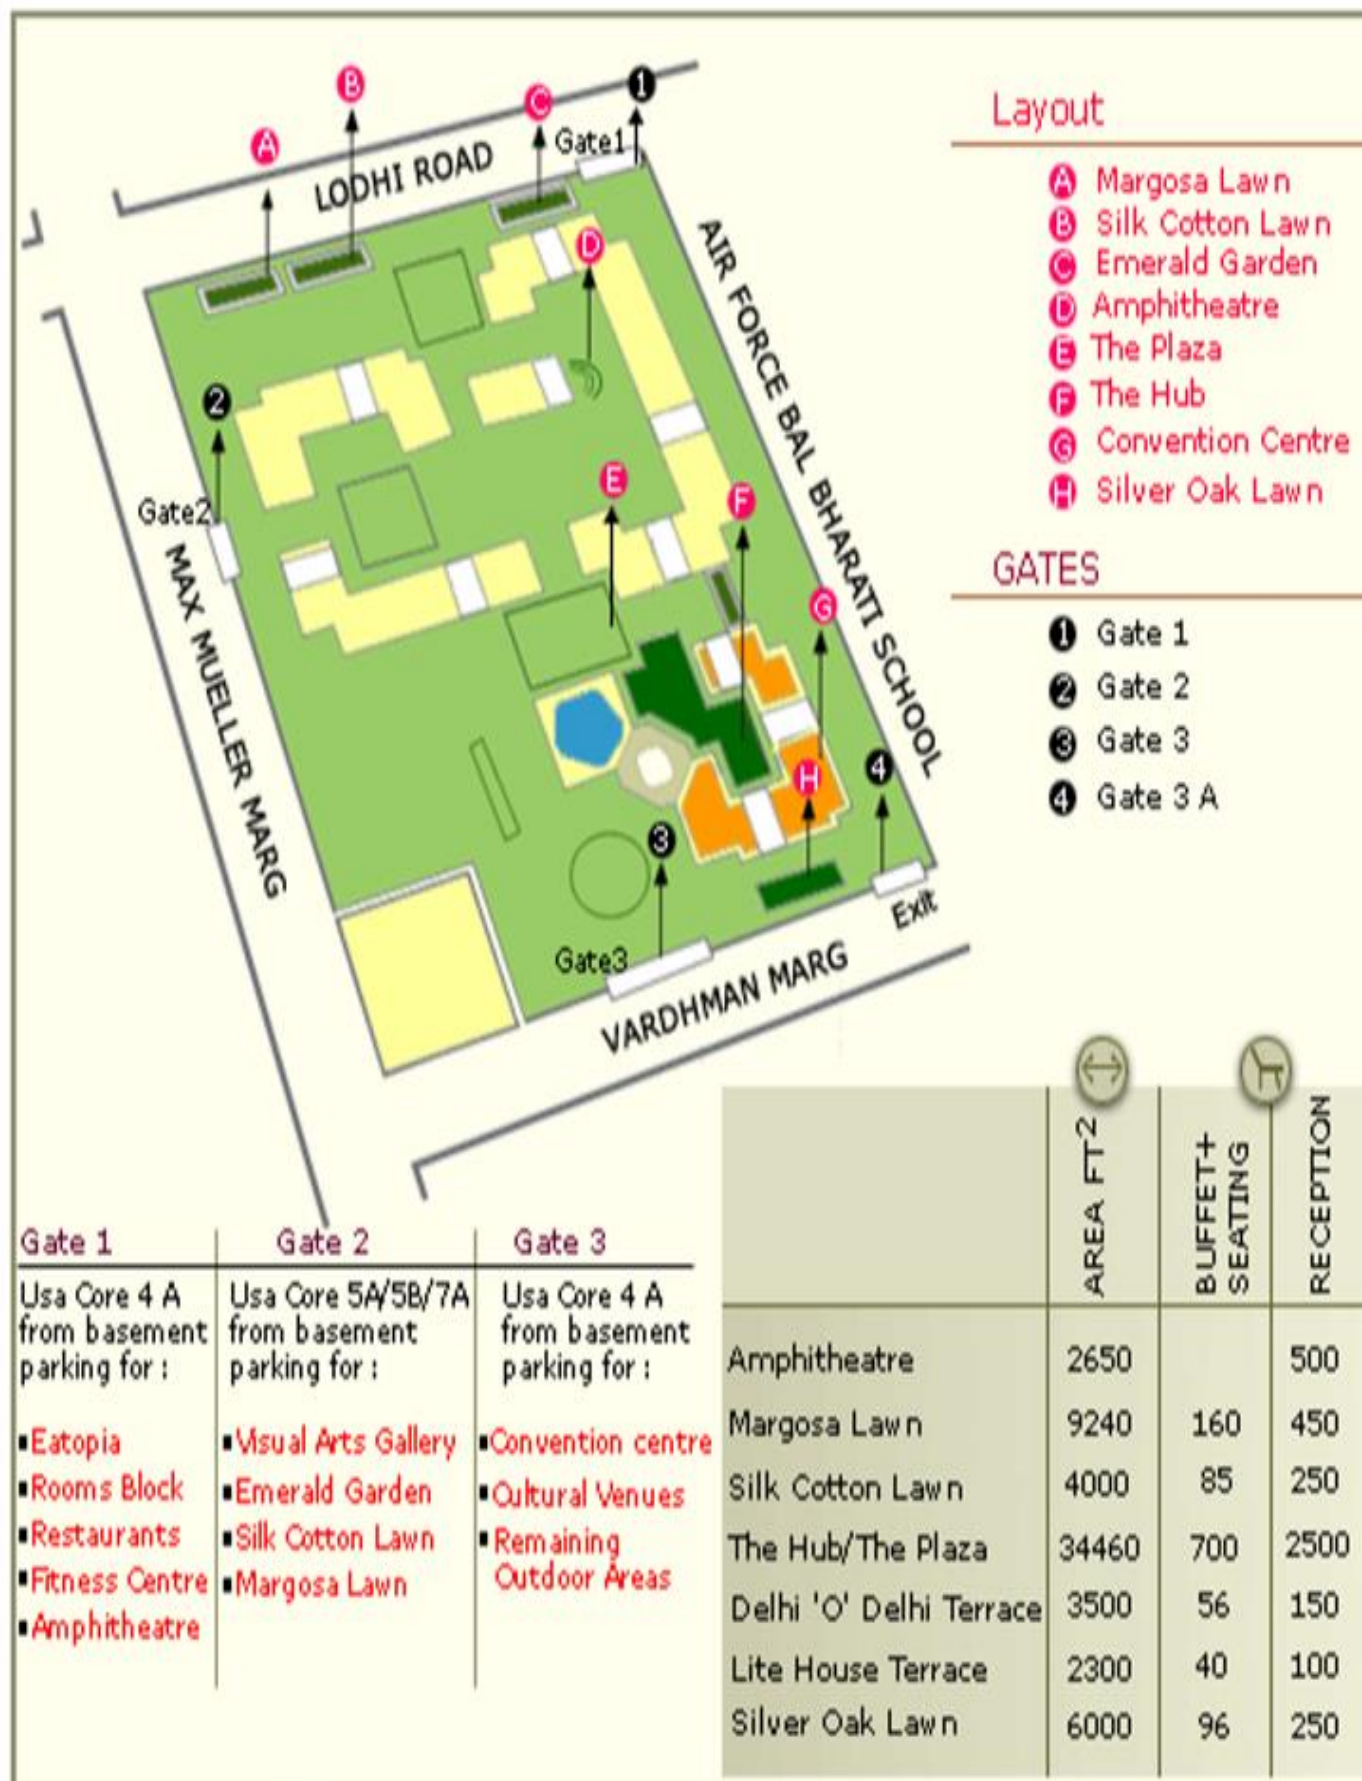 B
1
C
A
Gate1
LODHI ROAD
D
AIR FORCE BAL BHARATI SCHOOL
2
Gate2
E
F
MAX MUELLER MARG
G
H
4
3
Exit
Gate3
VARDHMAN MARG
Layout
A Margosa Lawn
B Silk Cotton Lawn
C Emerald Garden
D Amphitheatre
E The Plaza
F The Hub
G Convention Centre
H Silver Oak Lawn
GATES
1 Gate 1
2 Gate 2
3 Gate 3
4 Gate 3 A
Gate 1
Usa Core 4 A
from basement
parking for :
Eatopia
Rooms Block
Restaurants
Fitness Centre
Amphitheatre
Gate 2
Usa Core 5A/5B/7A
from basement
parking for :
Visual Arts Gallery
Emerald Garden
Silk Cotton Lawn
Margosa Lawn
Gate 3
Usa Core 4 A
from basement
parking for :
Convention centre
Cultural Venues
Remaining
Outdoor Areas
AREA FT²
BUFFET+
SEATING
RECEPTION
Amphitheatre 2650 500
Margosa Lawn 9240 160 450
Silk Cotton Lawn 4000 85 250
The Hub/The Plaza 34460 700 2500
Delhi 'O' Delhi Terrace 3500 56 150
Lite House Terrace 2300 40 100
Silver Oak Lawn 6000 96 250